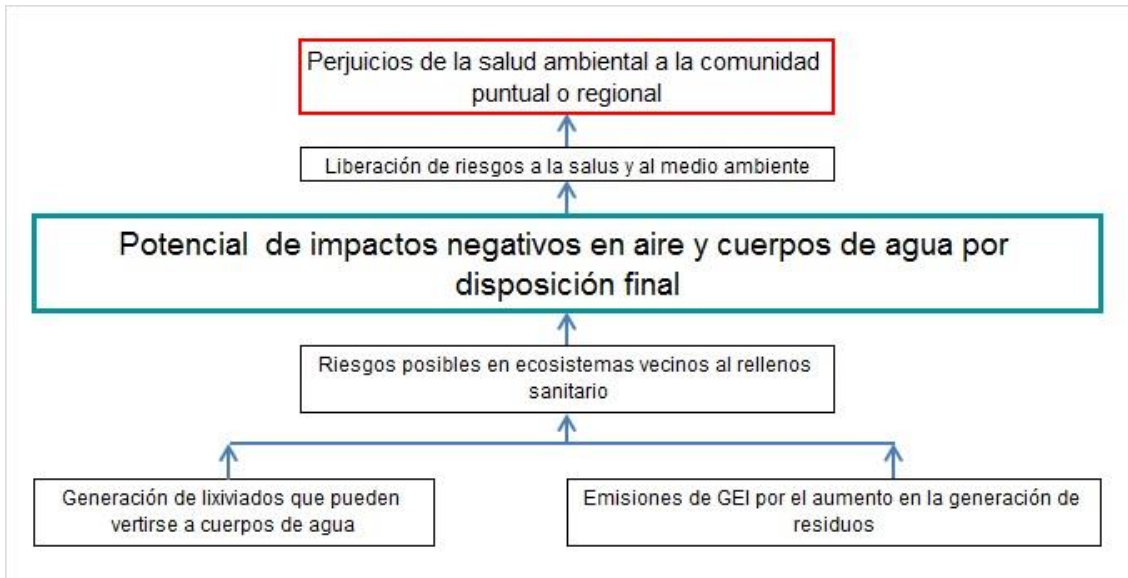 Perjuicios de la salud ambiental a la comunidad
puntual o regional
Liberación de riesgos a la salus y al medio ambiente
Potencial de impactos negativos en aire y cuerpos de agua por
disposición final
Riesgos posibles en ecosistemas vecinos al rellenos
sanitario
Generación de lixiviados que pueden
vertirse a cuerpos de agua
Emisiones de GEI por el aumento en la generación de
residuos